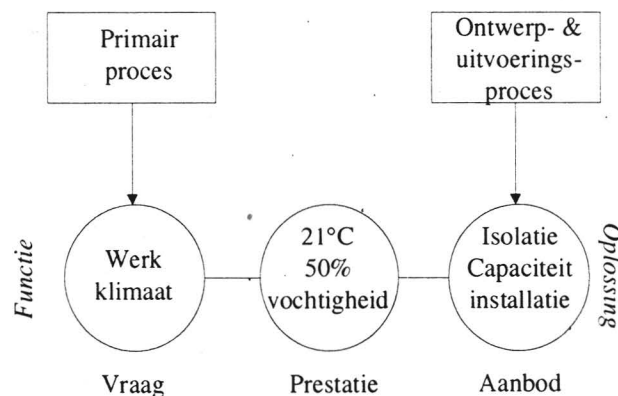 Primair
proces
Ontwerp- &
uitvoerings-
proces
Functie
Werk
klimaat
21°C
50%
vochtigheid
Isolatie
Capaciteit
installatie
Oplossing
Vraag
Prestatie
Aanbod